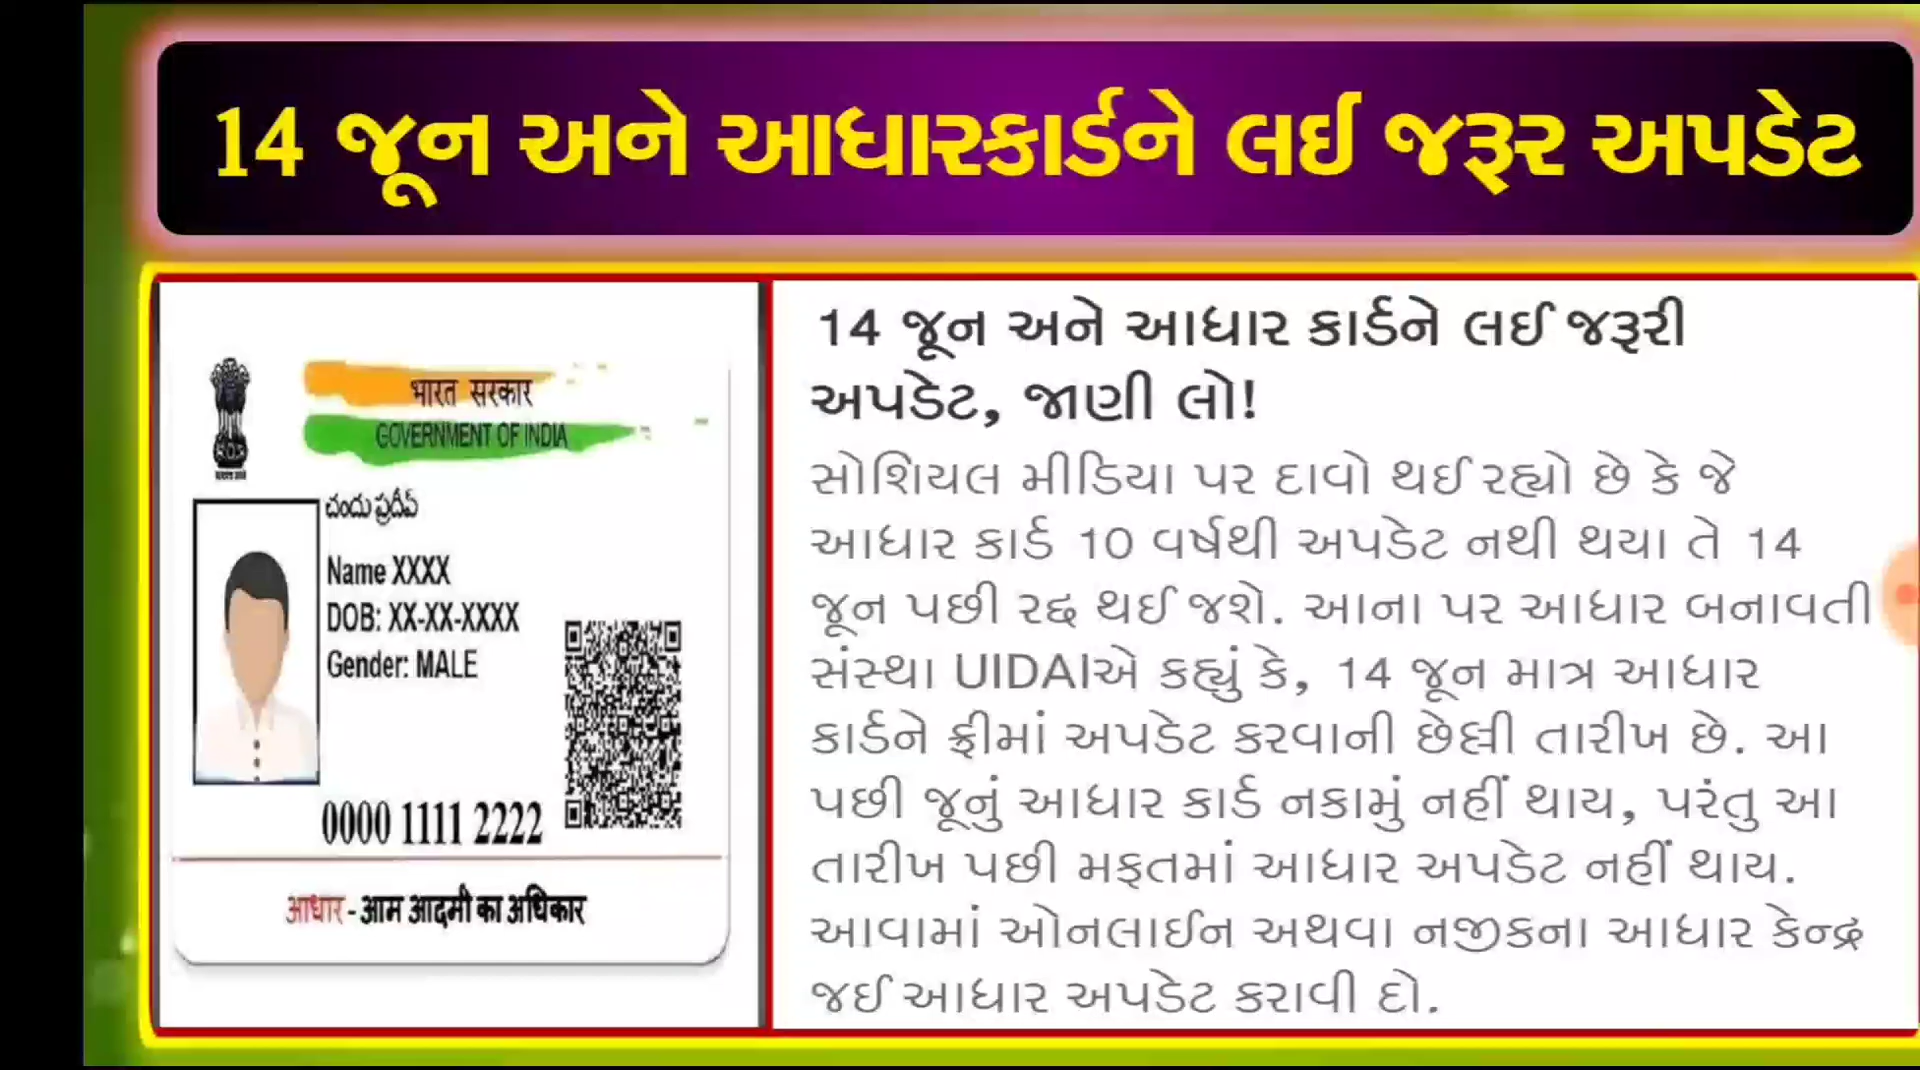 14 જૂન અને આધારકાર્ડને લઈ જરૂર અપડેટ
भारत सरकार
GOVERNMENT OF INDIA
చందు ప్రదీప్
Name XXXX
DOB: XX-XX-XXXX
Gender: MALE
0000 1111 2222
आधार - आम आदमी का अधिकार
14 જૂન અને આધાર કાર્ડને લઈ જરૂરી
અપડેટ, જાણી લો!
સોશિયલ મીડિયા પર દાવો થઈ રહ્યો છે કે જે
આધાર કાર્ડ 10 વર્ષથી અપડેટ નથી થયા તે 14
જૂન પછી રદ્દ થઈ જશે. આના પર આધાર બનાવતી
સંસ્થા UIDAIએ કહ્યું કે, 14 જૂન માત્ર આધાર
કાર્ડને ફ્રીમાં અપડેટ કરવાની છેલ્લી તારીખ છે. આ
પછી જૂનું આધાર કાર્ડ નકામું નહીં થાય, પરંતુ આ
તારીખ પછી મફતમાં આધાર અપડેટ નહીં થાય.
આવામાં ઓનલાઈન અથવા નજીકના આધાર કેન્દ્ર
જઈ આધાર અપડેટ કરાવી દો.